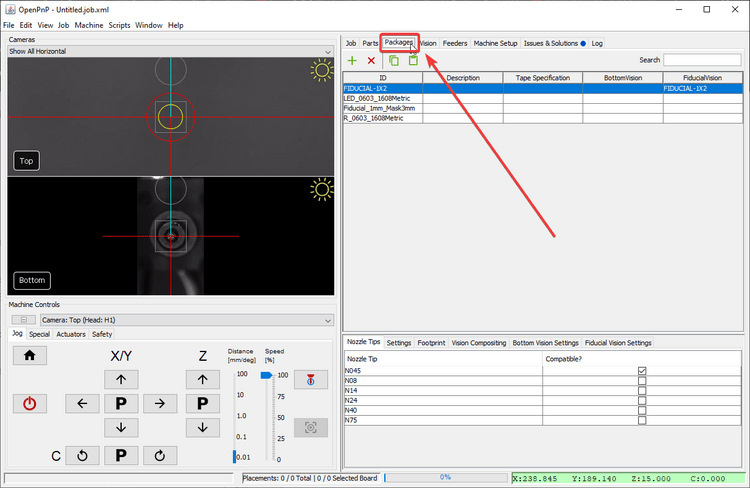 OpenPnP - Untitled.job.xml
File Edit View Job Machine Scripts Window Help
Cameras
Show All Horizontal
Top
Bottom
Machine Controls
Camera: Top (Head: H1)
Jog Special Actuators Safety
X/Y Z
Distance [mm/deg]
Speed [%]
100
10
1.0
0.1
0.01
100
75
50
25
0
P P
C P
Job Parts Packages Vision Feeders Machine Setup Issues & Solutions Log
Search
ID Description Tape Specification BottomVision FiducialVision
FIDUCIAL-1X2 FIDUCIAL-1X2
LED_0603_1608Metric
Fiducial_1mm_Mask3mm
R_0603_1608Metric
Nozzle Tips Settings Footprint Vision Compositing Bottom Vision Settings Fiducial Vision Settings
Nozzle Tip Compatible?
N045
N08
N14
N24
N40
N75
Placements: 0 / 0 Total | 0 / 0 Selected Board 0% X:238.845 Y:189.140 Z:15.000 C:0.000